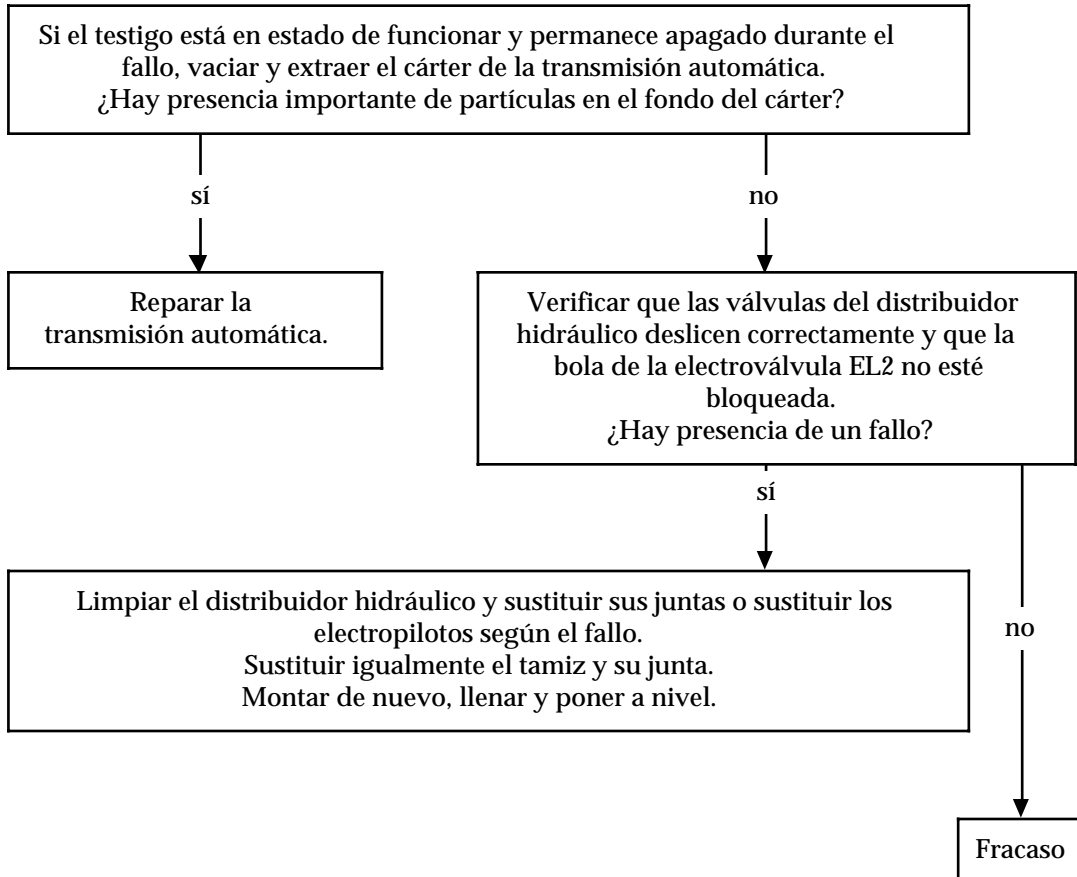 Si el testigo está en estado de funcionar y permanece apagado durante el
fallo, vaciar y extraer el cárter de la transmisión automática.
¿Hay presencia importante de partículas en el fondo del cárter?
sí
no
Reparar la
transmisión automática.
Verificar que las válvulas del distribuidor
hidráulico deslicen correctamente y que la
bola de la electroválvula EL2 no esté
bloqueada.
¿Hay presencia de un fallo?
sí
Limpiar el distribuidor hidráulico y sustituir sus juntas o sustituir los
electropilotos según el fallo.
Sustituir igualmente el tamiz y su junta.
Montar de nuevo, llenar y poner a nivel.
no
Fracaso